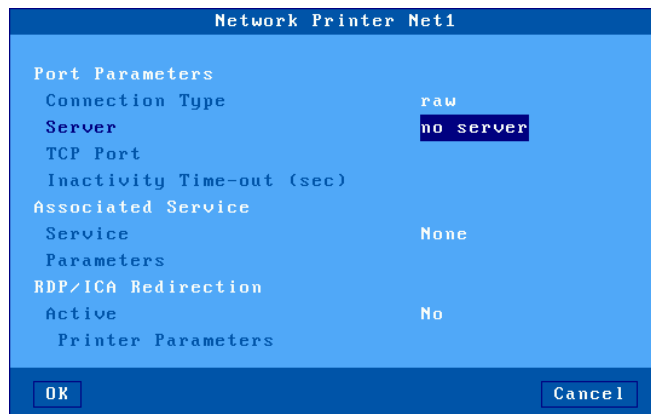 Network Printer Net1
Port Parameters
Connection Type raw
Server no server
TCP Port
Inactivity Time-out (sec)
Associated Service
Service None
Parameters
RDP/ICA Redirection
Active No
Printer Parameters
OK Cancel